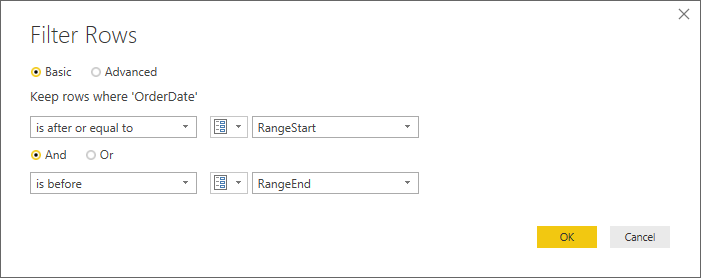 Filter Rows
Basic Advanced
Keep rows where 'OrderDate'
is after or equal to RangeStart
And Or
is before RangeEnd
OK Cancel